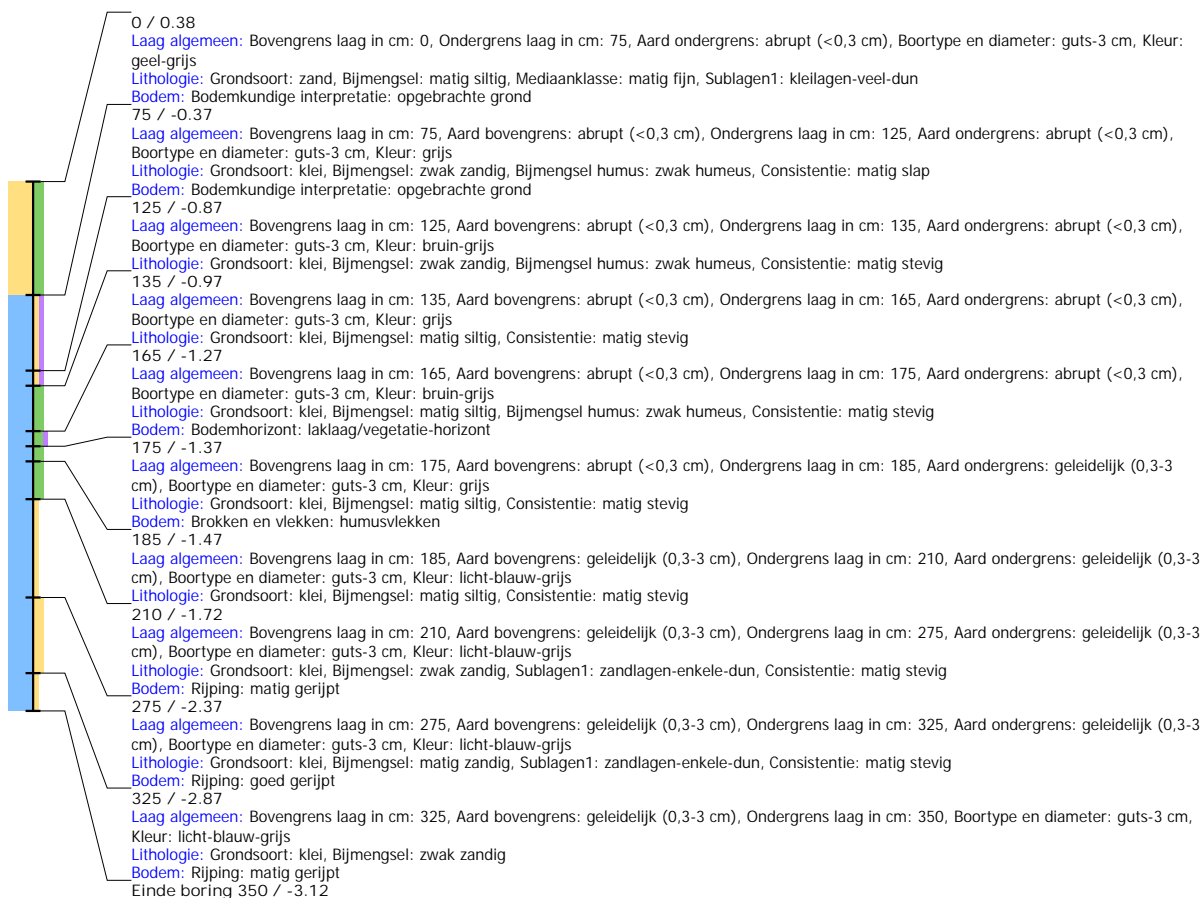 0 / 0.38
Laag algemeen: Bovengrens laag in cm: 0, Ondergrens laag in cm: 75, Aard ondergrens: abrupt (<0,3 cm), Boortype en diameter: guts-3 cm, Kleur:
geel-grijs
Lithologie: Grondsoort: zand, Bijmengsel: matig siltig, Mediaanklasse: matig fijn, Sublagen1: kleilagen-veel-dun
Bodem: Bodemkundige interpretatie: opgebrachte grond
75 / -0.37
Laag algemeen: Bovengrens laag in cm: 75, Aard bovengrens: abrupt (<0,3 cm), Ondergrens laag in cm: 125, Aard ondergrens: abrupt (<0,3 cm),
Boortype en diameter: guts-3 cm, Kleur: grijs
Lithologie: Grondsoort: klei, Bijmengsel: zwak zandig, Bijmengsel humus: zwak humeus, Consistentie: matig slap
Bodem: Bodemkundige interpretatie: opgebrachte grond
125 / -0.87
Laag algemeen: Bovengrens laag in cm: 125, Aard bovengrens: abrupt (<0,3 cm), Ondergrens laag in cm: 135, Aard ondergrens: abrupt (<0,3 cm),
Boortype en diameter: guts-3 cm, Kleur: bruin-grijs
Lithologie: Grondsoort: klei, Bijmengsel: zwak zandig, Bijmengsel humus: zwak humeus, Consistentie: matig stevig
135 / -0.97
Laag algemeen: Bovengrens laag in cm: 135, Aard bovengrens: abrupt (<0,3 cm), Ondergrens laag in cm: 165, Aard ondergrens: abrupt (<0,3 cm),
Boortype en diameter: guts-3 cm, Kleur: grijs
Lithologie: Grondsoort: klei, Bijmengsel: matig siltig, Consistentie: matig stevig
165 / -1.27
Laag algemeen: Bovengrens laag in cm: 165, Aard bovengrens: abrupt (<0,3 cm), Ondergrens laag in cm: 175, Aard ondergrens: abrupt (<0,3 cm),
Boortype en diameter: guts-3 cm, Kleur: bruin-grijs
Lithologie: Grondsoort: klei, Bijmengsel: matig siltig, Bijmengsel humus: zwak humeus, Consistentie: matig stevig
Bodem: Bodemhorizont: laklaag/vegetatie-horizont
175 / -1.37
Laag algemeen: Bovengrens laag in cm: 175, Aard bovengrens: abrupt (<0,3 cm), Ondergrens laag in cm: 185, Aard ondergrens: geleidelijk (0,3-3
cm), Boortype en diameter: guts-3 cm, Kleur: grijs
Lithologie: Grondsoort: klei, Bijmengsel: matig siltig, Consistentie: matig stevig
Bodem: Brokken en vlekken: humusvlekken
185 / -1.47
Laag algemeen: Bovengrens laag in cm: 185, Aard bovengrens: geleidelijk (0,3-3 cm), Ondergrens laag in cm: 210, Aard ondergrens: geleidelijk (0,3-3
cm), Boortype en diameter: guts-3 cm, Kleur: licht-blauw-grijs
Lithologie: Grondsoort: klei, Bijmengsel: matig siltig, Consistentie: matig stevig
210 / -1.72
Laag algemeen: Bovengrens laag in cm: 210, Aard bovengrens: geleidelijk (0,3-3 cm), Ondergrens laag in cm: 275, Aard ondergrens: geleidelijk (0,3-3
cm), Boortype en diameter: guts-3 cm, Kleur: licht-blauw-grijs
Lithologie: Grondsoort: klei, Bijmengsel: zwak zandig, Sublagen1: zandlagen-enkele-dun, Consistentie: matig stevig
Bodem: Rijping: matig gerijpt
275 / -2.37
Laag algemeen: Bovengrens laag in cm: 275, Aard bovengrens: geleidelijk (0,3-3 cm), Ondergrens laag in cm: 325, Aard ondergrens: geleidelijk (0,3-3
cm), Boortype en diameter: guts-3 cm, Kleur: licht-blauw-grijs
Lithologie: Grondsoort: klei, Bijmengsel: matig zandig, Sublagen1: zandlagen-enkele-dun, Consistentie: matig stevig
Bodem: Rijping: goed gerijpt
325 / -2.87
Laag algemeen: Bovengrens laag in cm: 325, Aard bovengrens: geleidelijk (0,3-3 cm), Ondergrens laag in cm: 350, Boortype en diameter: guts-3 cm,
Kleur: licht-blauw-grijs
Lithologie: Grondsoort: klei, Bijmengsel: zwak zandig
Bodem: Rijping: matig gerijpt
Einde boring 350 / -3.12